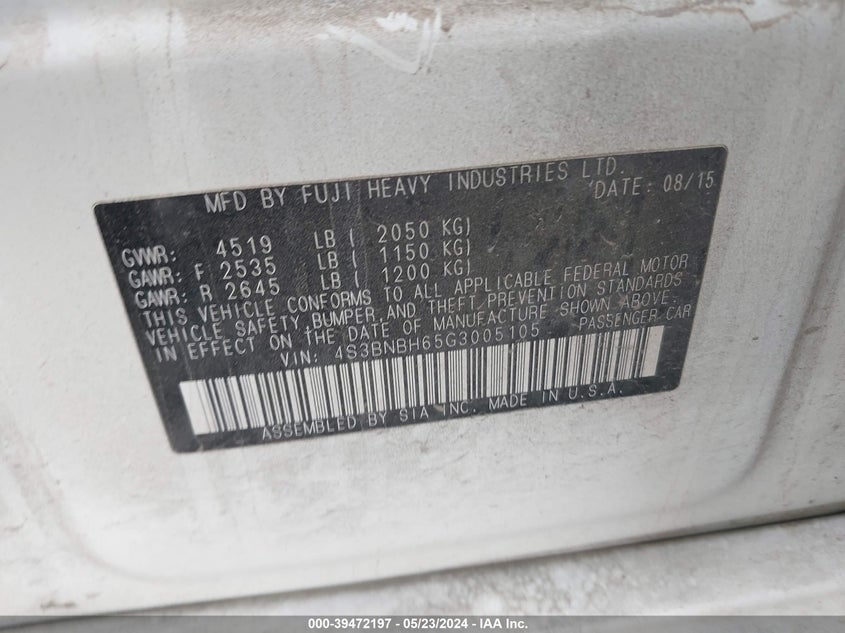 MFD BY FUJI HEAVY INDUSTRIES LTD.
DATE: 08/15
GVWR: 4519 LB ( 2050 KG)
GAWR: F 2535 LB ( 1150 KG)
GAWR: R 2645 LB ( 1200 KG)
THIS VEHICLE CONFORMS TO ALL APPLICABLE FEDERAL MOTOR
VEHICLE SAFETY,BUMPER AND THEFT PREVENTION STANDARDS
IN EFFECT ON THE DATE OF MANUFACTURE SHOWN ABOVE.
VIN: 4S3BNBH65G3005105 PASSENGER CAR
ASSEMBLED BY SIA INC. MADE IN U.S.A.
000-39472197 - 05/23/2024 - IAA Inc.